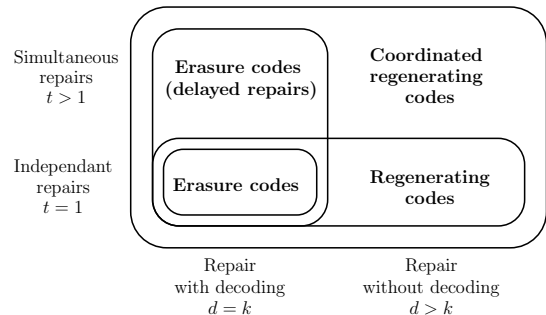 Simultaneous
repairs
t > 1
Erasure codes
(delayed repairs)
Coordinated
regenerating
codes
Independant
repairs
t = 1
Erasure codes
Regenerating
codes
Repair
with decoding
d = k
Repair
without decoding
d > k